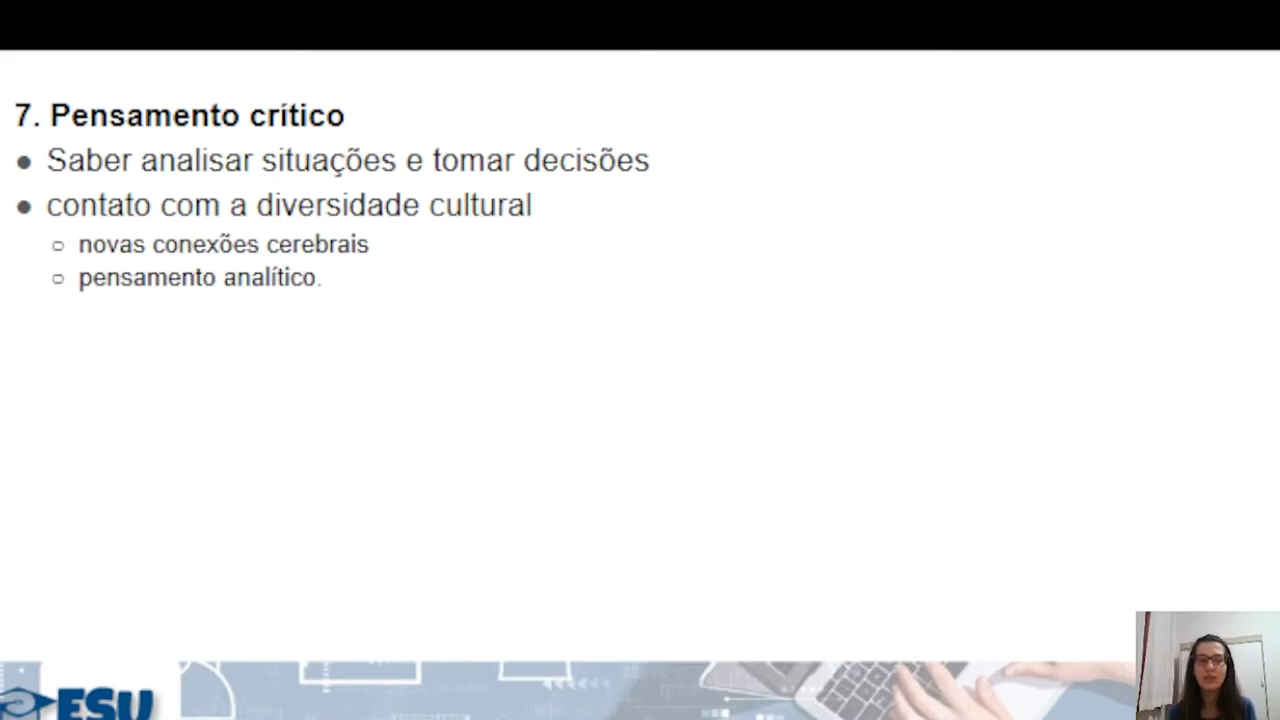 7. Pensamento crítico
● Saber analisar situações e tomar decisões
● contato com a diversidade cultural
○ novas conexões cerebrais
○ pensamento analítico.
ESU